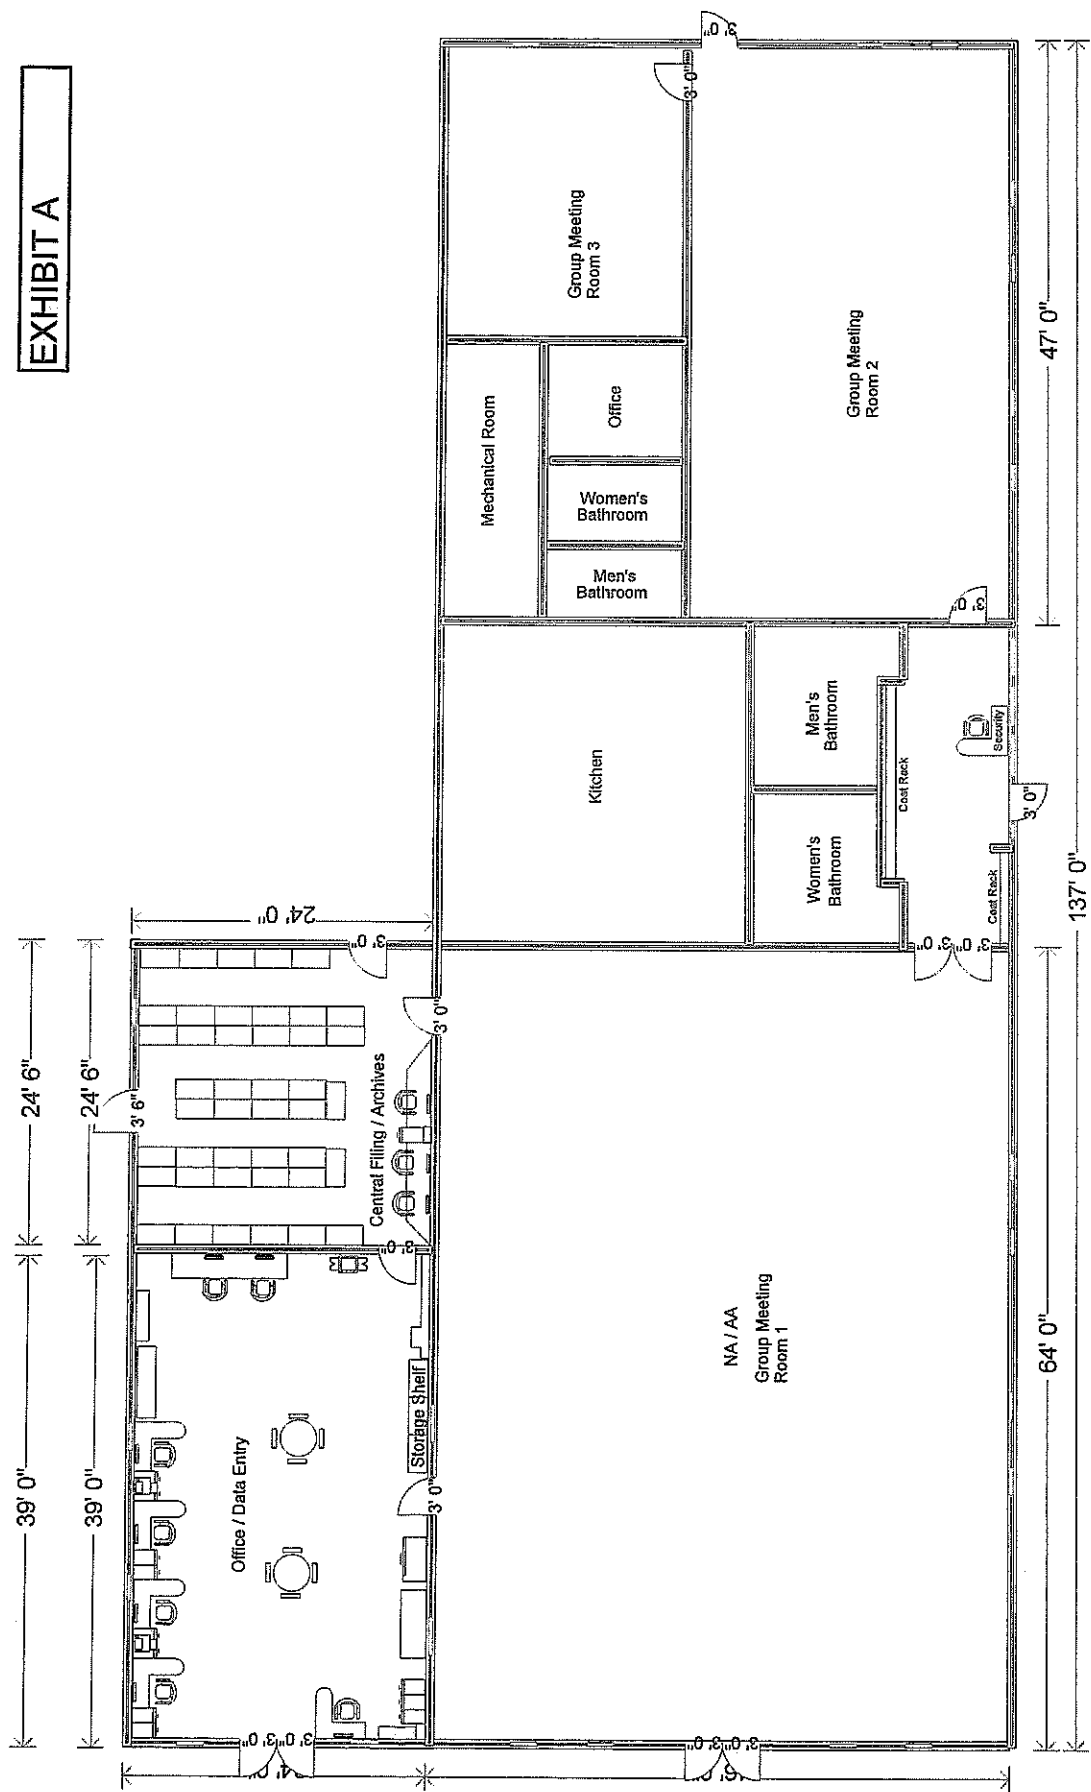 EXHIBIT A
39' 0"
24' 6"
39' 0"
24' 6"
24' 0"
3' 6"
3' 0"
3' 0"
3' 0"
3' 0"
3' 0"
3' 0"
3' 0"
Office / Data Entry
Storage Shelf
Central Filing / Archives
NA / AA
Group Meeting
Room 1
3' 0"
3' 0"
3' 0"
3' 0"
Kitchen
Women's
Bathroom
Men's
Bathroom
Coat Rack
Coat Rack
Security
3' 0"
3' 0"
Mechanical Room
Men's
Bathroom
Women's
Bathroom
Office
Group Meeting
Room 3
3' 0"
3' 0"
Group Meeting
Room 2
64' 0"
47' 0"
137' 0"